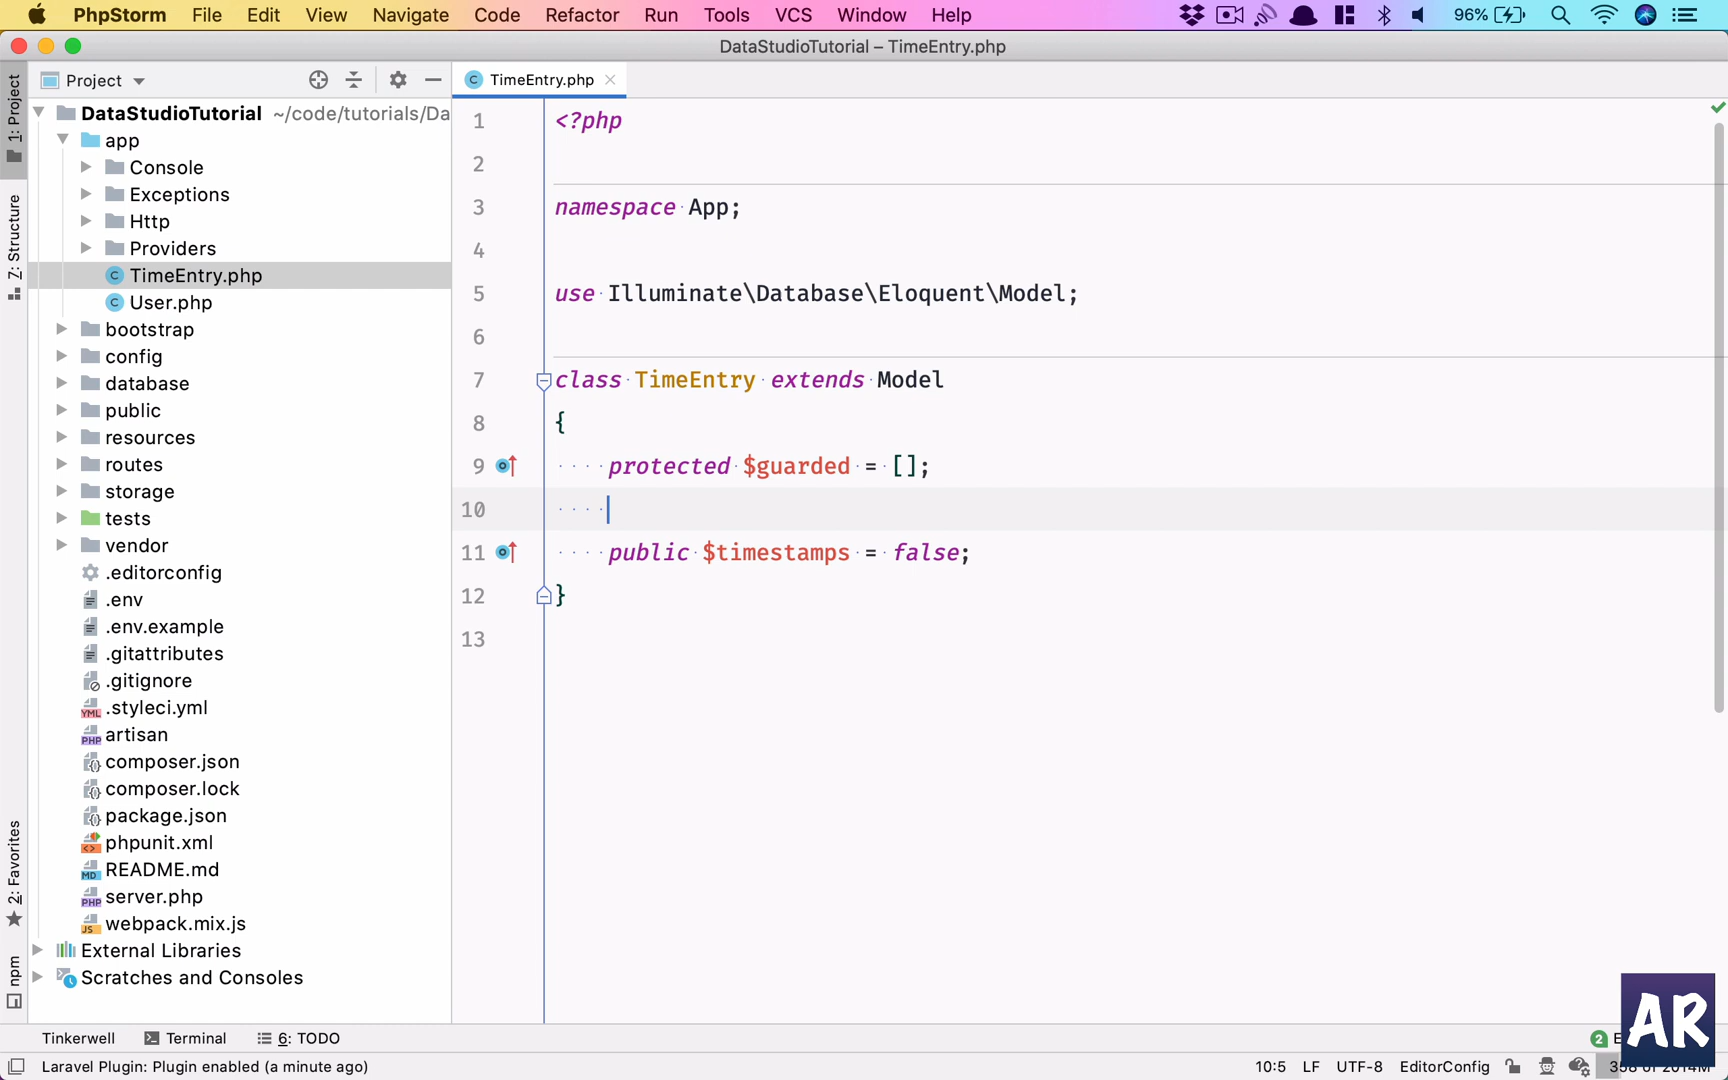 PhpStorm File Edit View Navigate Code Refactor Run Tools VCS Window Help 96%
DataStudioTutorial – TimeEntry.php
Project
TimeEntry.php
1: Project
Z: Structure
2: Favorites
npm
DataStudioTutorial ~/code/tutorials/Da
app
Console
Exceptions
Http
Providers
TimeEntry.php
User.php
bootstrap
config
database
public
resources
routes
storage
tests
vendor
.editorconfig
.env
.env.example
.gitattributes
.gitignore
.styleci.yml
artisan
composer.json
composer.lock
package.json
phpunit.xml
README.md
server.php
webpack.mix.js
External Libraries
Scratches and Consoles
1 <?php
2
3 namespace App;
4
5 use Illuminate\Database\Eloquent\Model;
6
7 class TimeEntry extends Model
8 {
9 protected $guarded = [];
10
11 public $timestamps = false;
12 }
13
Tinkerwell Terminal 6: TODO 2
Laravel Plugin: Plugin enabled (a minute ago) 10:5 LF UTF-8 EditorConfig
AR